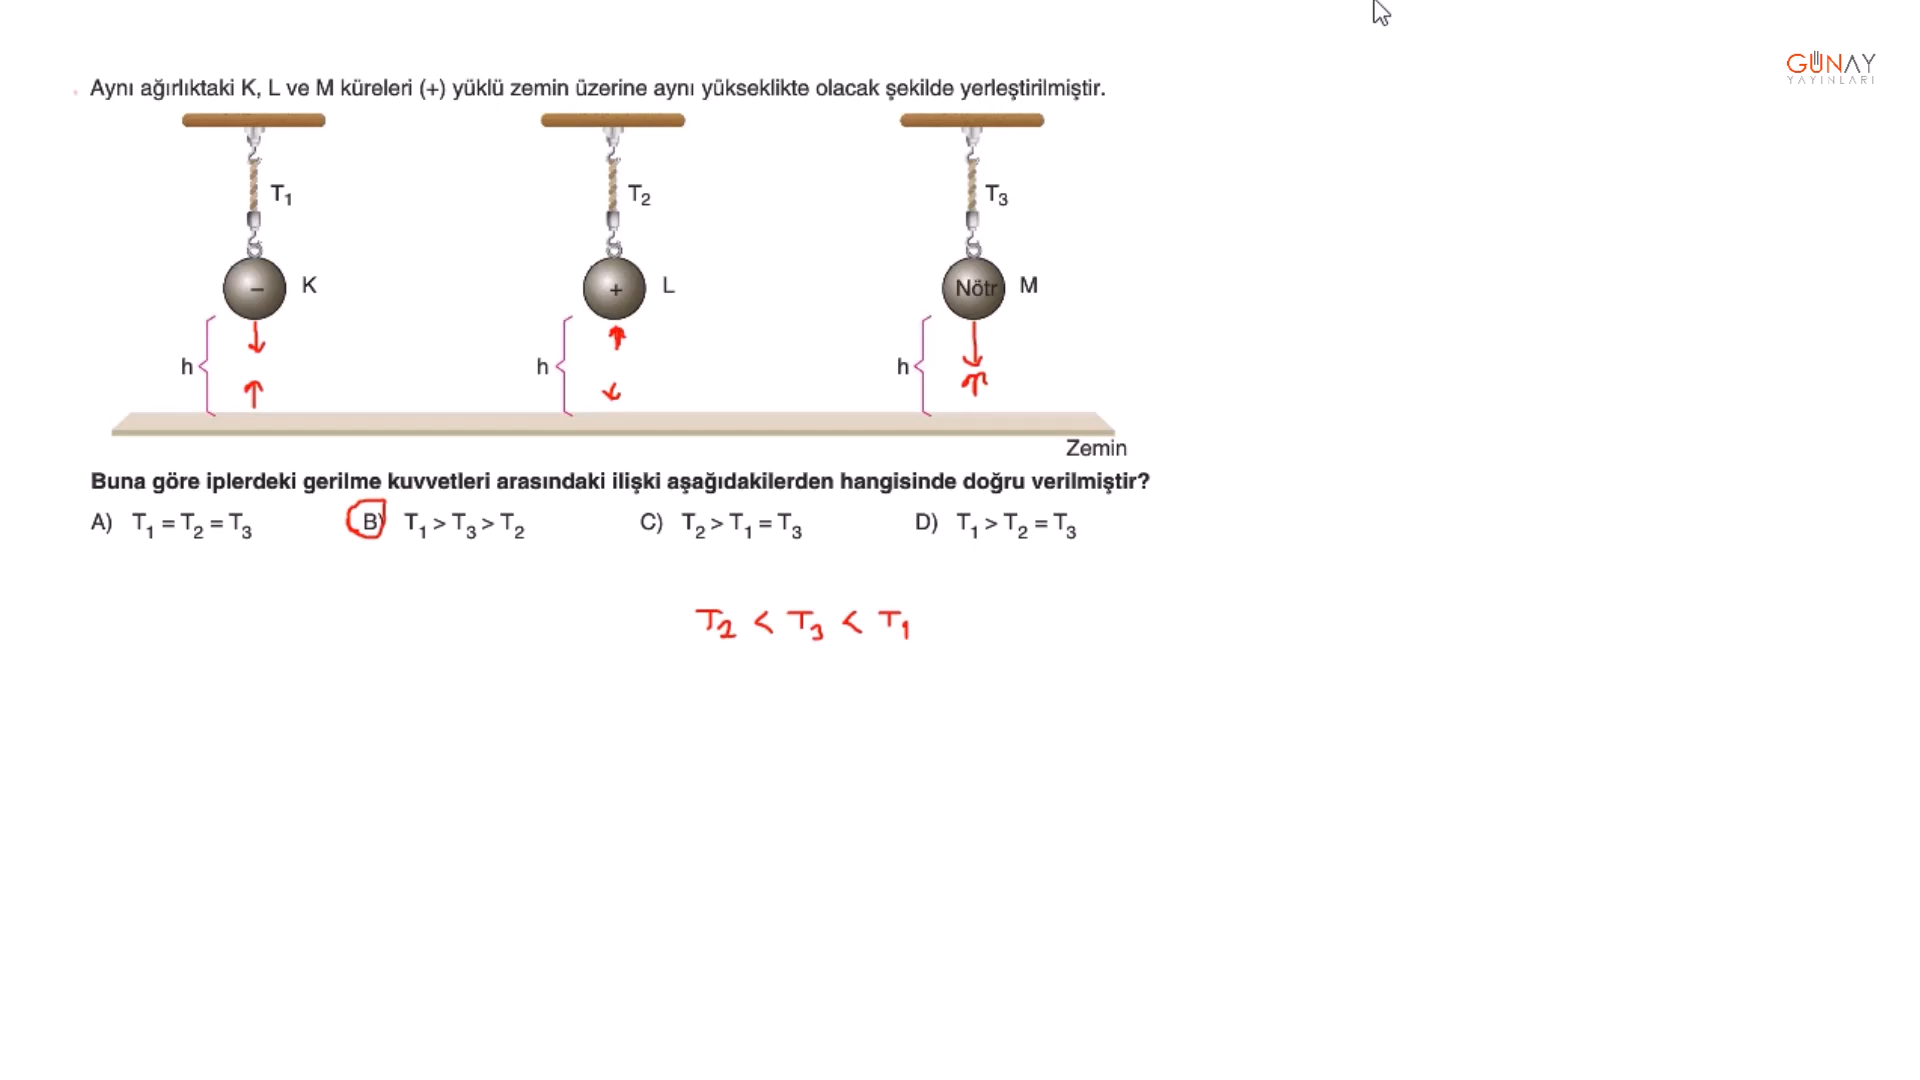 GÜNAY
YAYINLARI
Aynı ağırlıktaki K, L ve M küreleri (+) yüklü zemin üzerine aynı yükseklikte olacak şekilde yerleştirilmiştir.
T1 T2 T3
− K + L Nötr M
h h h
Zemin
Buna göre iplerdeki gerilme kuvvetleri arasındaki ilişki aşağıdakilerden hangisinde doğru verilmiştir?
A) T1 = T2 = T3 B) T1 > T3 > T2 C) T2 > T1 = T3 D) T1 > T2 = T3
T2 < T3 < T1